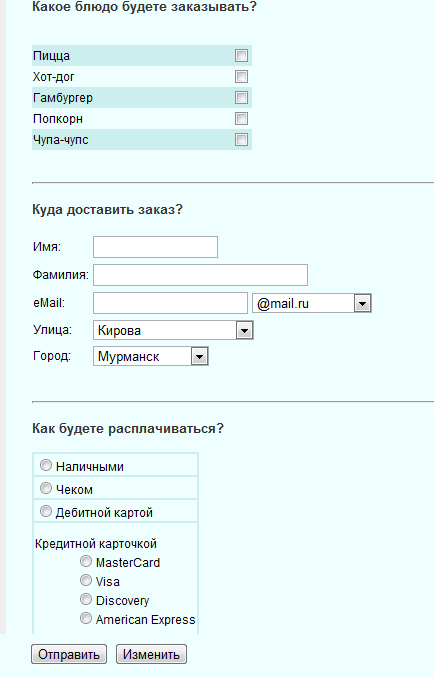 Какое блюдо будете заказывать?
Пицца
Хот-дог
Гамбургер
Попкорн
Чупа-чупс
Куда доставить заказ?
Имя:
Фамилия:
eMail: @mail.ru
Улица: Кирова
Город: Мурманск
Как будете расплачиваться?
Наличными
Чеком
Дебитной картой
Кредитной карточкой
MasterCard
Visa
Discovery
American Express
Отправить Изменить